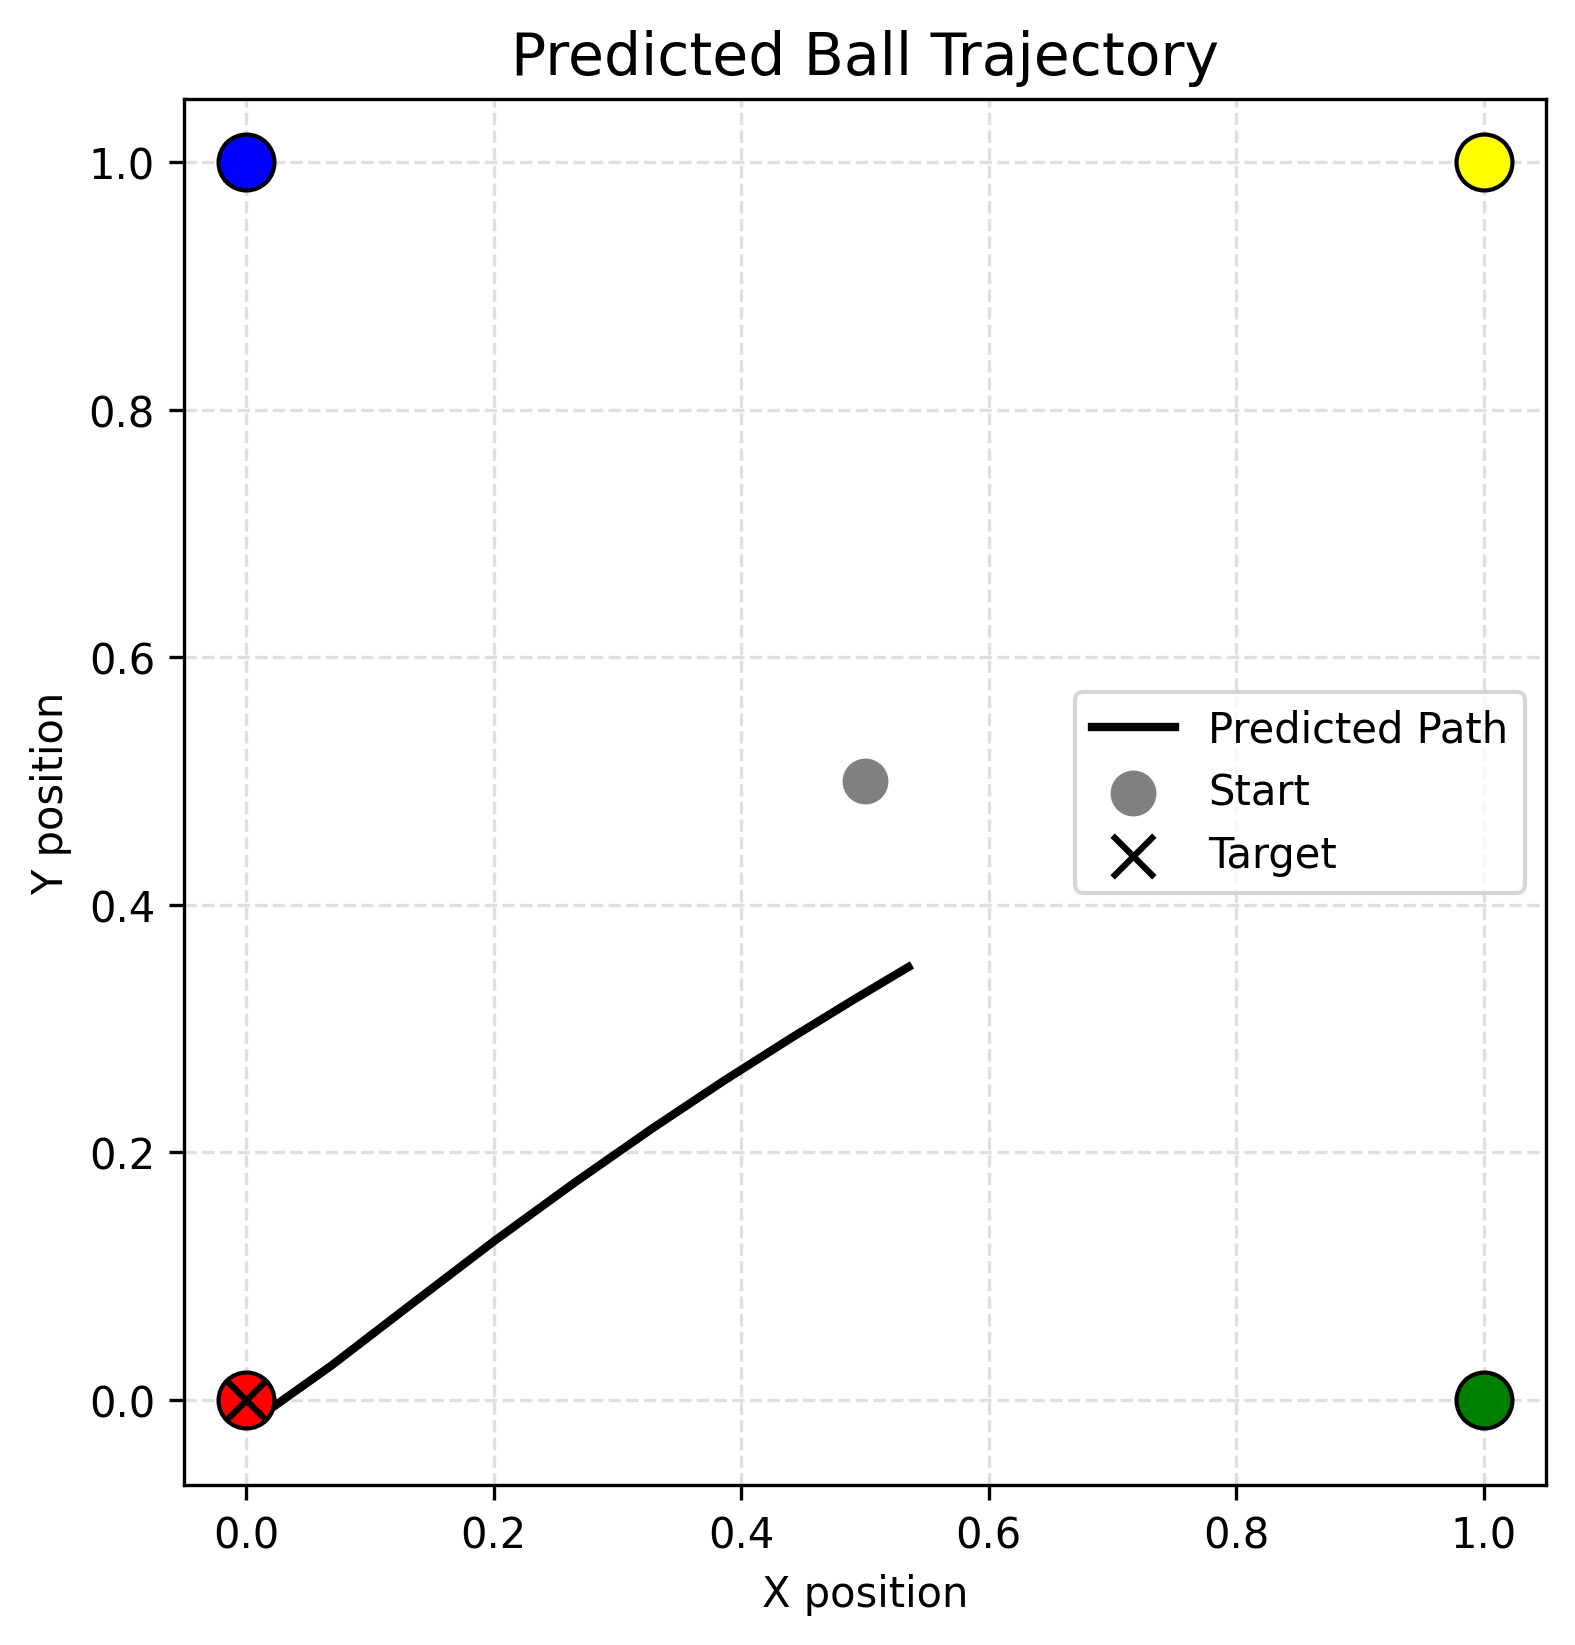 Predicted Ball Trajectory
1.0
0.8
0.6
0.4
0.2
0.0
Y position
Predicted Path
Start
Target
0.0 0.2 0.4 0.6 0.8 1.0
X position